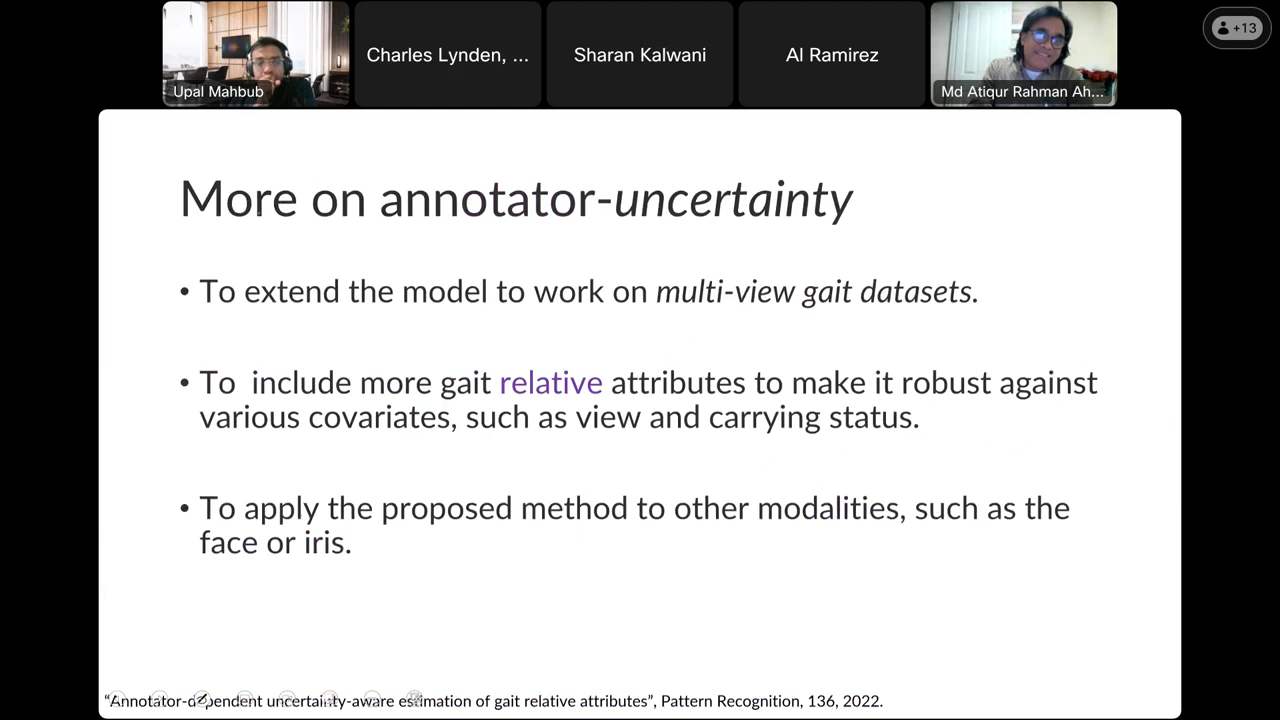 Upal Mahbub
Charles Lynden, ...
Sharan Kalwani
Al Ramirez
Md Atiqur Rahman Ah...
+13
More on annotator-uncertainty
• To extend the model to work on multi-view gait datasets.
• To include more gait relative attributes to make it robust against
various covariates, such as view and carrying status.
• To apply the proposed method to other modalities, such as the
face or iris.
“Annotator-dependent uncertainty-aware estimation of gait relative attributes”, Pattern Recognition, 136, 2022.